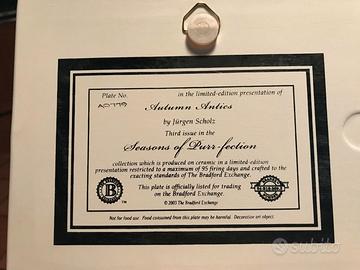 Plate No. in the limited-edition presentation of
A0779
Autumn Antics
by Jürgen Scholz
Third issue in the
Seasons of Purr-fection
collection which is produced on ceramic in a limited-edition
presentation restricted to a maximum of 95 firing days and crafted to the
exacting standards of The Bradford Exchange.
This plate is officially listed for trading
on the Bradford Exchange.
B
© 2003 The Bradford Exchange
Not for food use. Food consumed from this plate may be harmful. Decorative art object.
subito